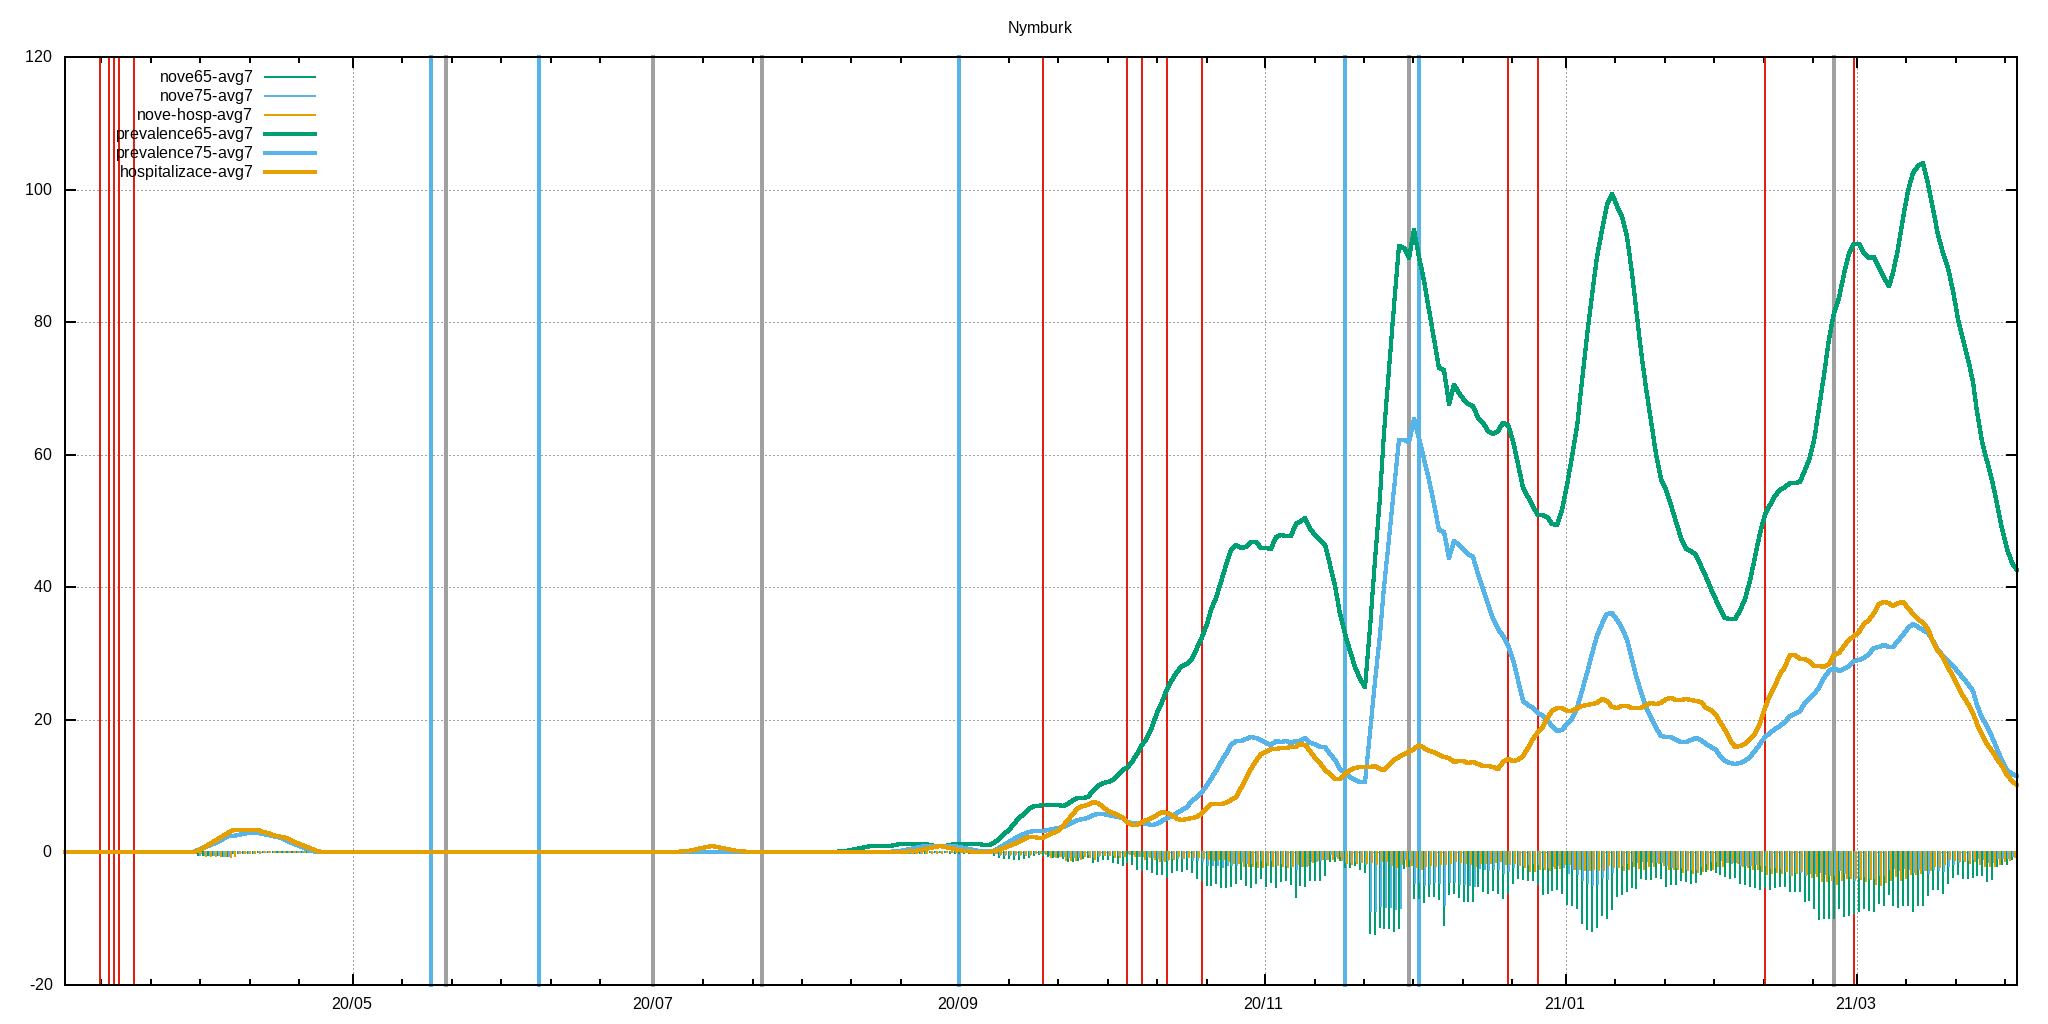 Nymburk
120
nove65-avg7
nove75-avg7
nove-hosp-avg7
prevalence65-avg7
prevalence75-avg7
hospitalizace-avg7
100
80
60
40
20
0
-20
20/05
20/07
20/09
20/11
21/01
21/03